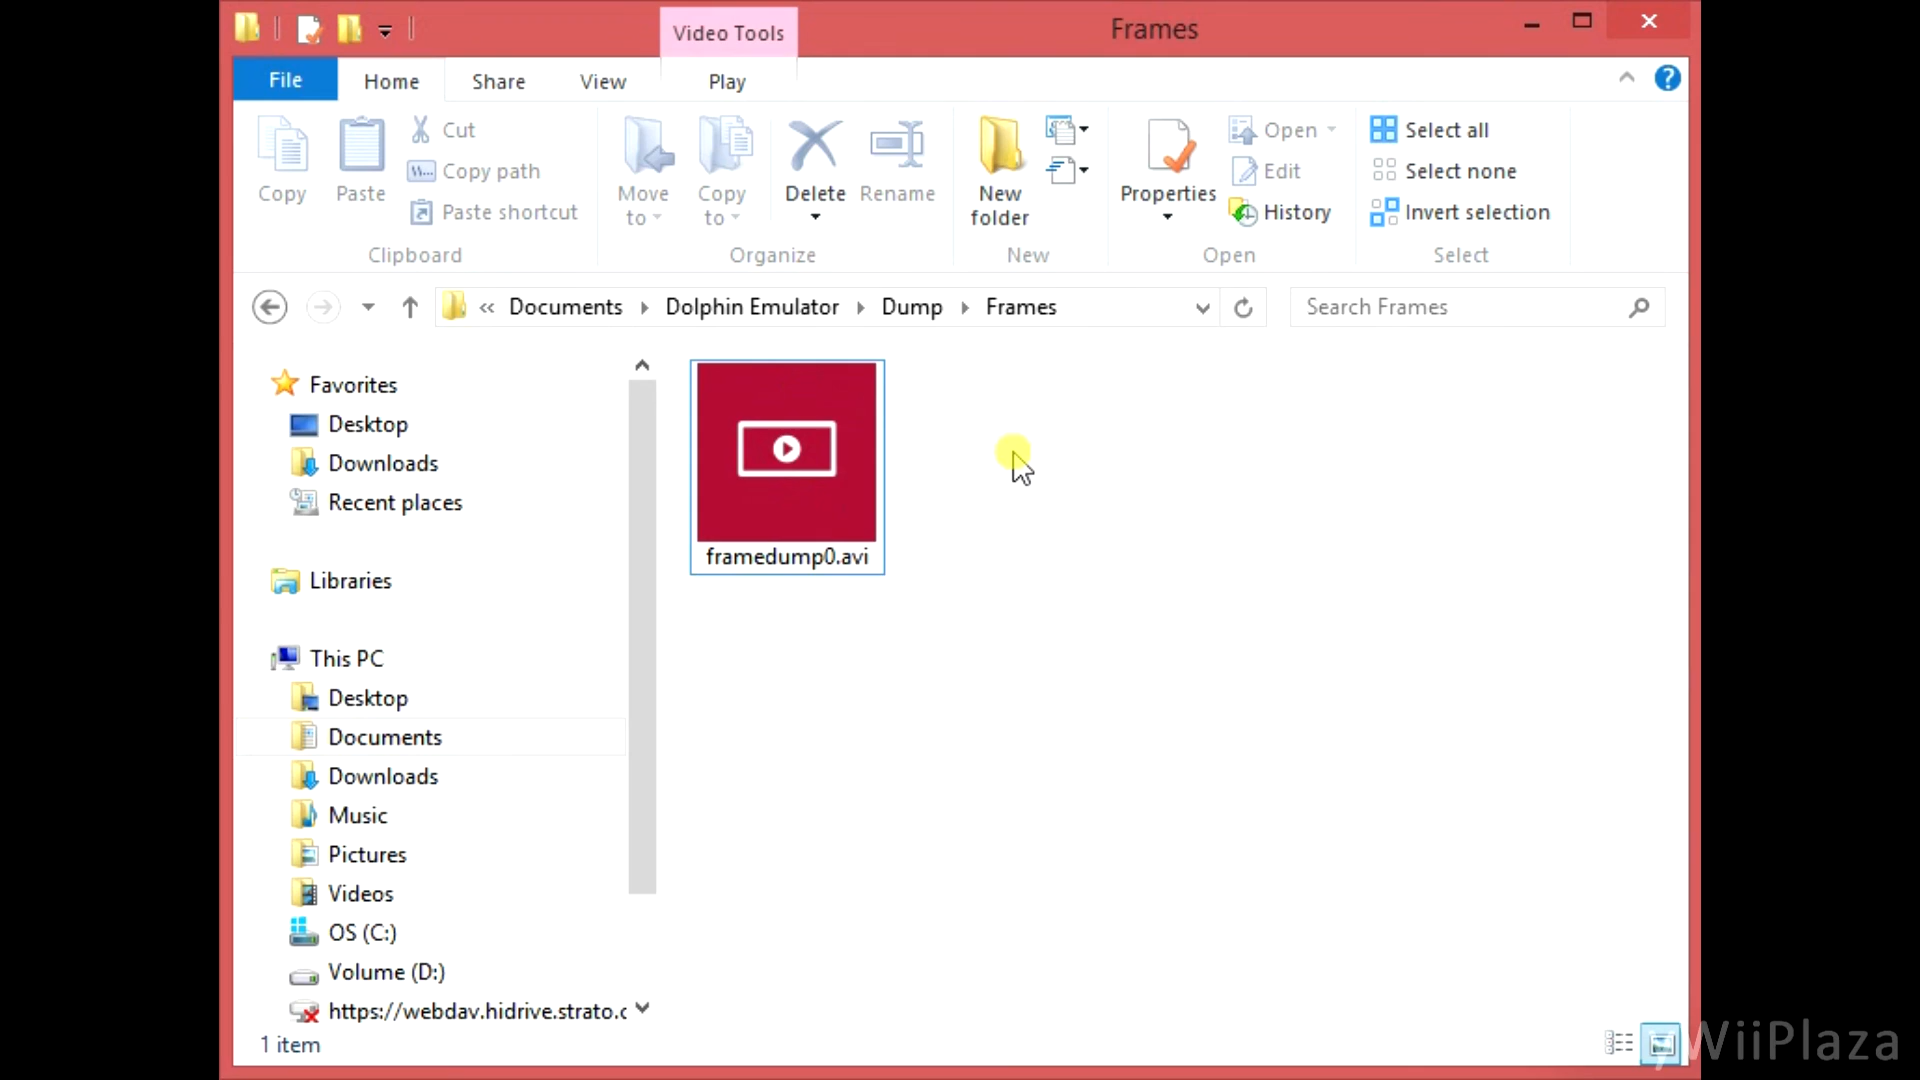 Video Tools
Frames
File
Home
Share
View
Play
Copy
Paste
Cut
Copy path
Paste shortcut
Clipboard
Move to
Copy to
Delete
Rename
Organize
New folder
New
Properties
Open
Edit
History
Open
Select all
Select none
Invert selection
Select
« Documents
Dolphin Emulator
Dump
Frames
Search Frames
Favorites
Desktop
Downloads
Recent places
Libraries
This PC
Desktop
Documents
Downloads
Music
Pictures
Videos
OS (C:)
Volume (D:)
https://webdav.hidrive.strato.c
framedump0.avi
1 item
yWiiPlaza